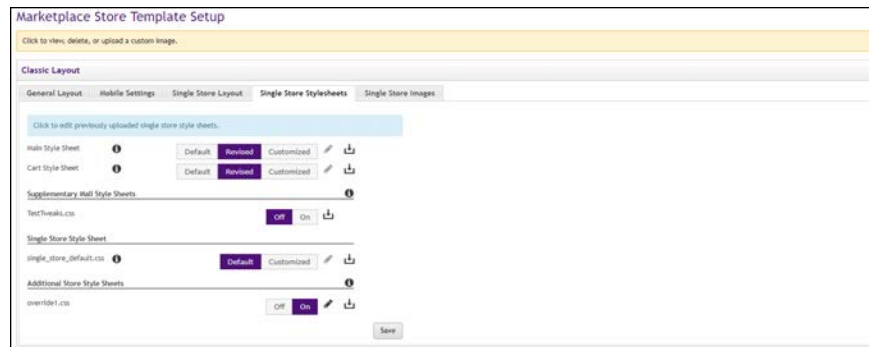 Marketplace Store Template Setup
Click to view, delete, or upload a custom image.
Classic Layout
General Layout Mobile Settings Single Store Layout Single Store Stylesheets Single Store Images
Click to edit previously uploaded single store style sheets.
Main Style Sheet Default Revised Customized
Cart Style Sheet Default Revised Customized
Supplementary Mall Style Sheets
TestTweaks.css Off On
Single Store Style Sheet
single_store_default.css Default Customized
Additional Store Style Sheets
override1.css Off On
Save